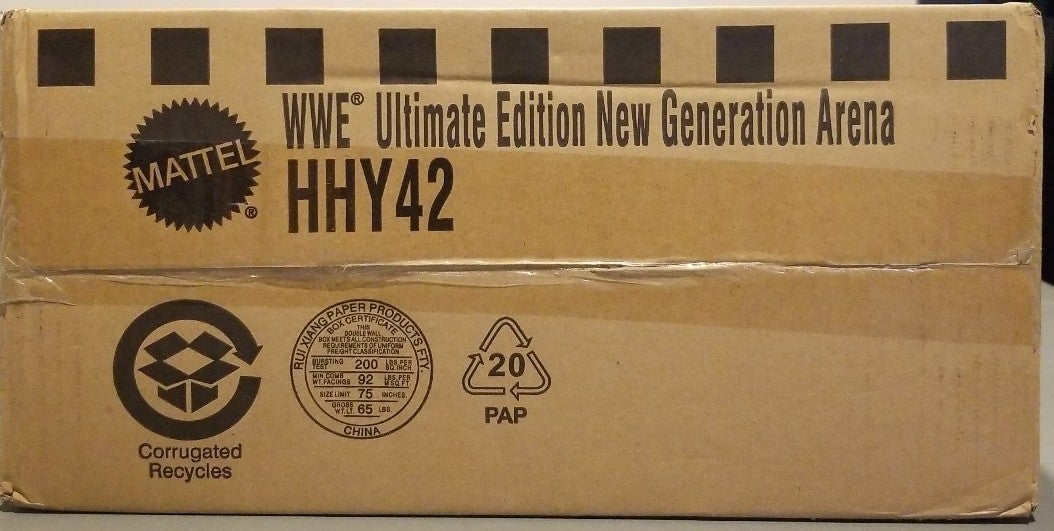 WWE® Ultimate Edition New Generation Arena
MATTEL®
HHY42
Corrugated
Recycles
RUI XIANG PAPER PRODUCTS FTY.
BOX CERTIFICATE
THIS
DOUBLEWALL
BOX MEETS ALL CONSTRUCTION
REQUIREMENTS OF UNIFORM
FREIGHT CLASSIFICATION
BURSTING TEST 200 LBS.PER SQ.INCH
MIN.COMB WT.FACINGS 92 LBS.PER M SQ.FT.
SIZE LIMIT 75 INCHES
GROSS WT.LT. 65 LBS.
CHINA
20
PAP